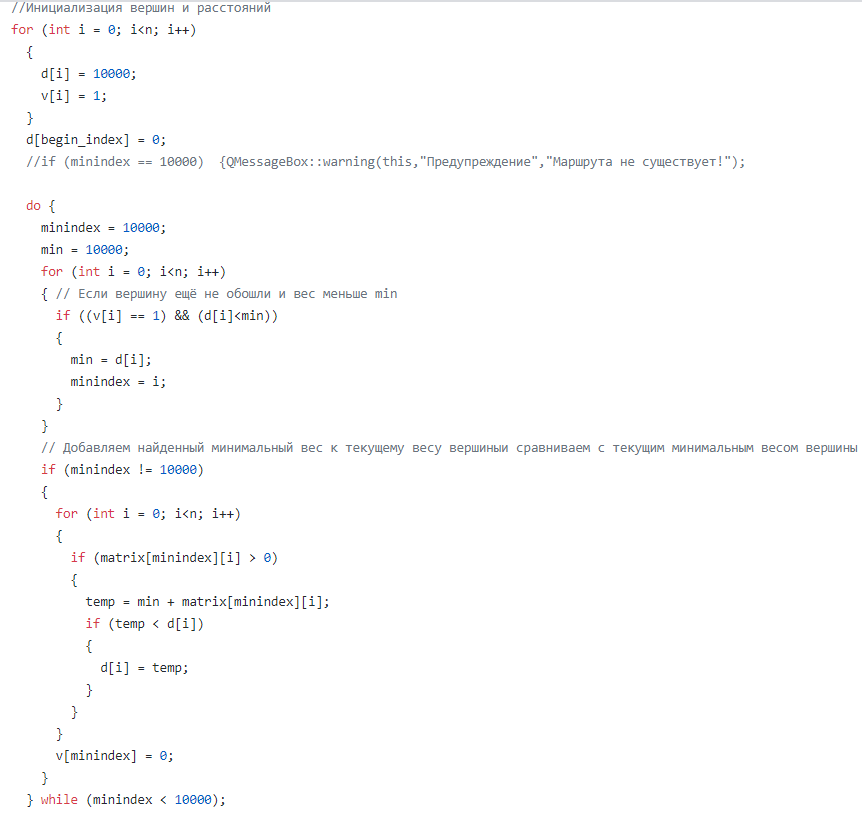 //Инициализация вершин и расстояний
for (int i = 0; i<n; i++)
{
d[i] = 10000;
v[i] = 1;
}
d[begin_index] = 0;
//if (minindex == 10000)  {QMessageBox::warning(this,"Предупреждение","Маршрута не существует!");
do {
minindex = 10000;
min = 10000;
for (int i = 0; i<n; i++)
{ // Если вершину ещё не обошли и вес меньше min
if ((v[i] == 1) && (d[i]<min))
{
min = d[i];
minindex = i;
}
}
// Добавляем найденный минимальный вес к текущему весу вершиныи сравниваем с текущим минимальным весом вершины
if (minindex != 10000)
{
for (int i = 0; i<n; i++)
{
if (matrix[minindex][i] > 0)
{
temp = min + matrix[minindex][i];
if (temp < d[i])
{
d[i] = temp;
}
}
}
v[minindex] = 0;
}
} while (minindex < 10000);